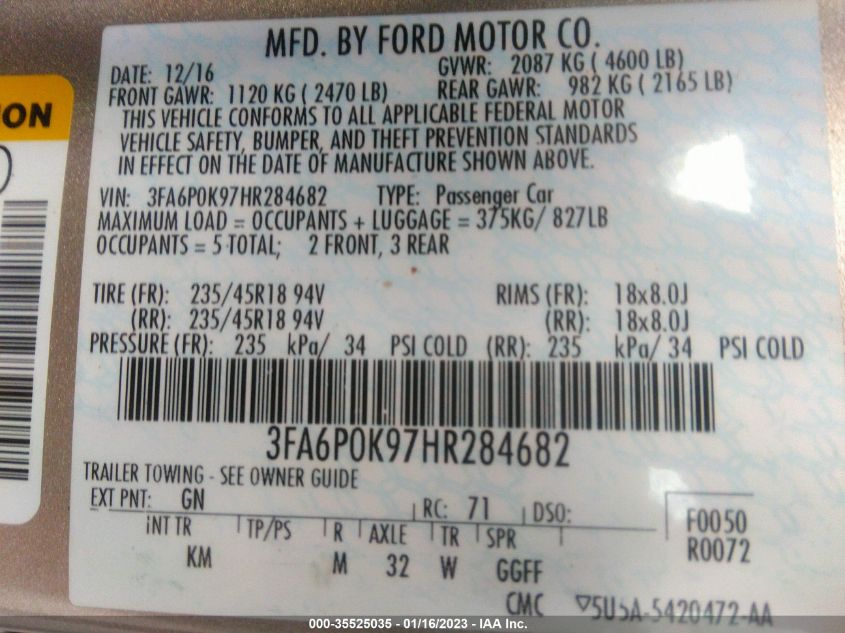 MFD. BY FORD MOTOR CO.
DATE: 12/16 GVWR: 2087 KG ( 4600 LB)
FRONT GAWR: 1120 KG ( 2470 LB) REAR GAWR: 982 KG ( 2165 LB)
THIS VEHICLE CONFORMS TO ALL APPLICABLE FEDERAL MOTOR
VEHICLE SAFETY, BUMPER, AND THEFT PREVENTION STANDARDS
IN EFFECT ON THE DATE OF MANUFACTURE SHOWN ABOVE.
VIN: 3FA6P0K97HR284682 TYPE: Passenger Car
MAXIMUM LOAD = OCCUPANTS + LUGGAGE = 375KG/ 827LB
OCCUPANTS = 5 TOTAL; 2 FRONT, 3 REAR
TIRE (FR): 235/45R18 94V RIMS (FR): 18x8.0J
(RR): 235/45R18 94V (RR): 18x8.0J
PRESSURE (FR): 235 kPa/ 34 PSI COLD (RR): 235 kPa/ 34 PSI COLD
3FA6P0K97HR284682
TRAILER TOWING - SEE OWNER GUIDE
EXT PNT: GN RC: 71 DSO:
INT TR TP/PS R AXLE TR SPR
KM M 32 W GGFF
F0050
R0072
CMC 5U5A-5420472-AA
000-35525035 - 01/16/2023 - IAA Inc.